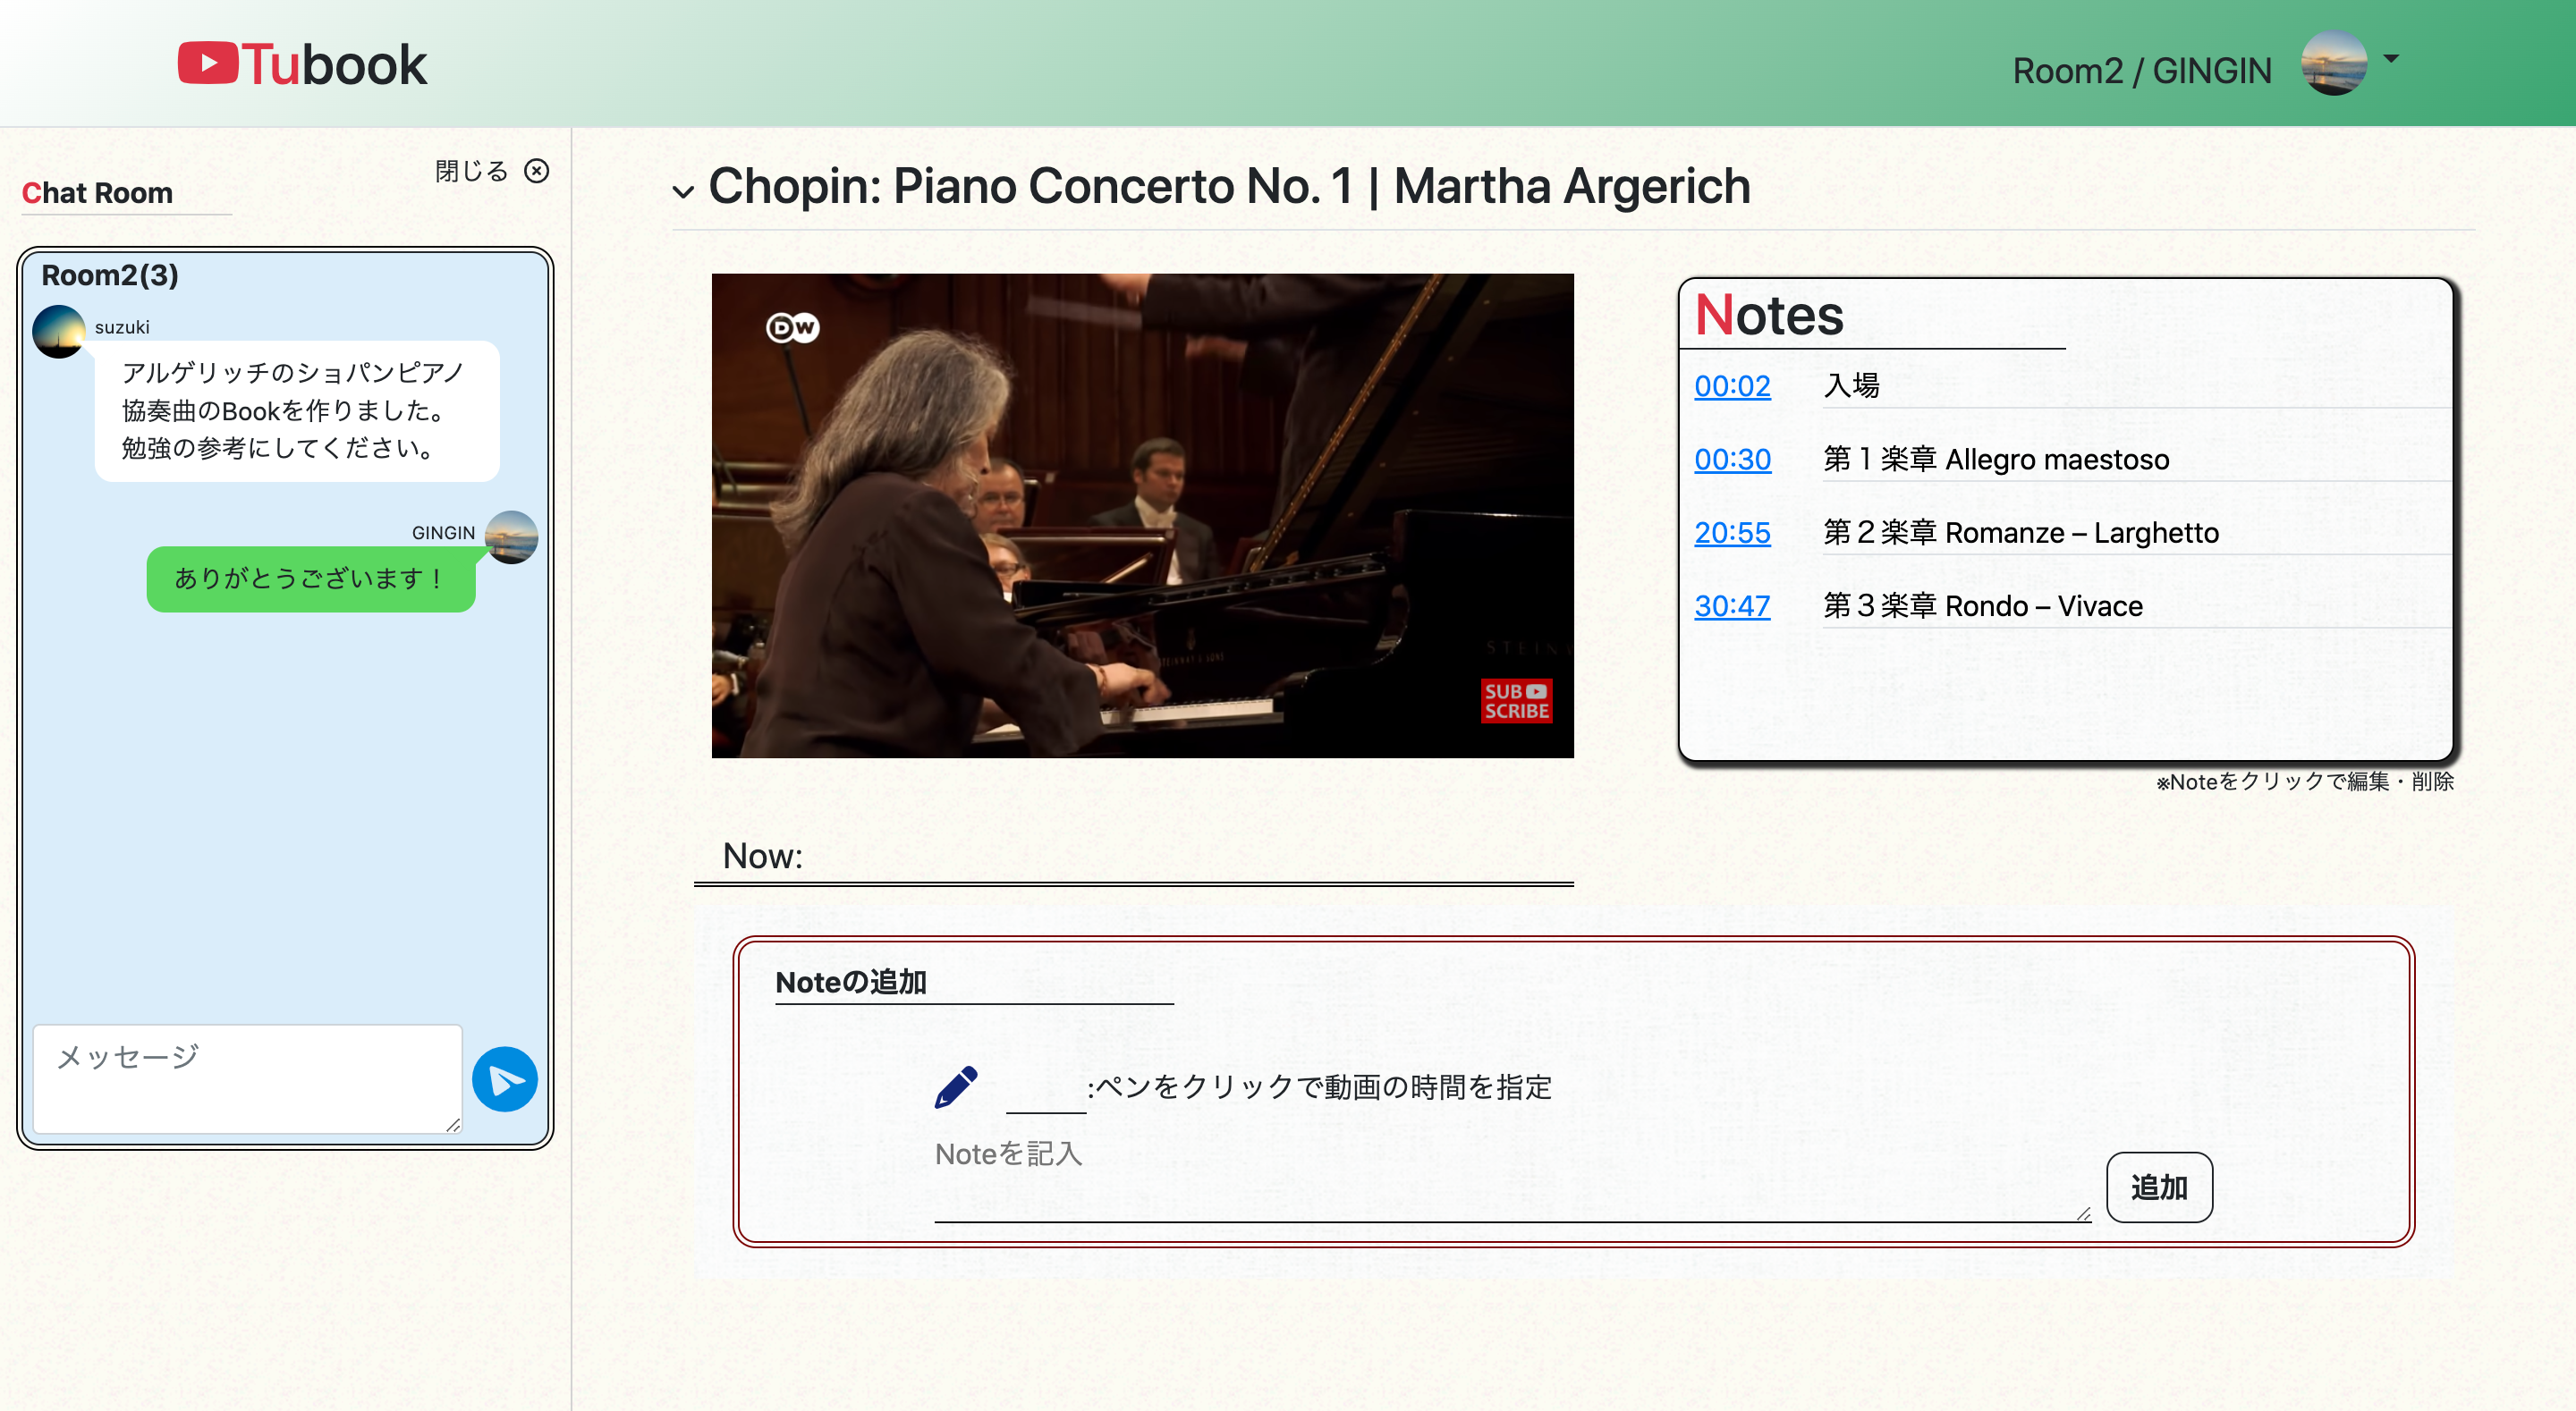 Tubook
Room2 / GINGIN
閉じる
Chat Room
Room2(3)
suzuki
アルゲリッチのショパンピアノ
協奏曲のBookを作りました。
勉強の参考にしてください。
GINGIN
ありがとうございます！
メッセージ
Chopin: Piano Concerto No. 1 | Martha Argerich
DW
STEINWAY & SONS
STEINW
SUB
SCRIBE
Notes
00:02 入場
00:30 第１楽章 Allegro maestoso
20:55 第２楽章 Romanze – Larghetto
30:47 第３楽章 Rondo – Vivace
※Noteをクリックで編集・削除
Now:
Noteの追加
:ペンをクリックで動画の時間を指定
Noteを記入
追加